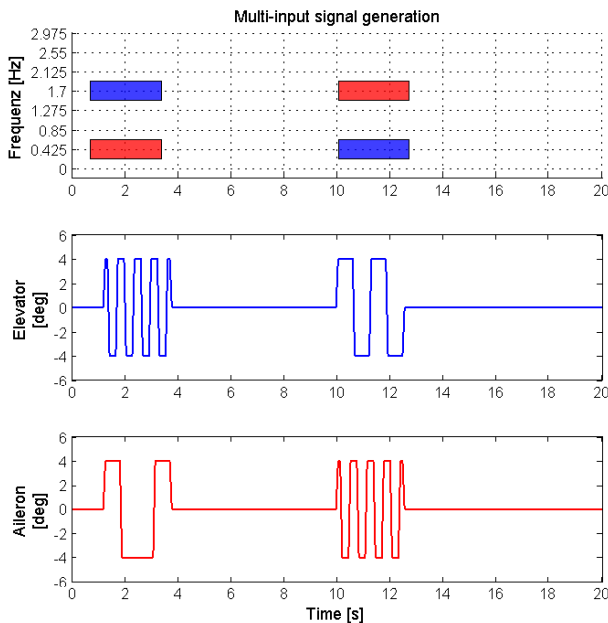 Multi-input signal generation
Frequenz [Hz]
2.975
2.55
2.125
1.7
1.275
0.85
0.425
0
0 2 4 6 8 10 12 14 16 18 20
Elevator
[deg]
6
4
2
0
-2
-4
-6
0 2 4 6 8 10 12 14 16 18 20
Aileron
[deg]
6
4
2
0
-2
-4
-6
0 2 4 6 8 10 12 14 16 18 20
Time [s]